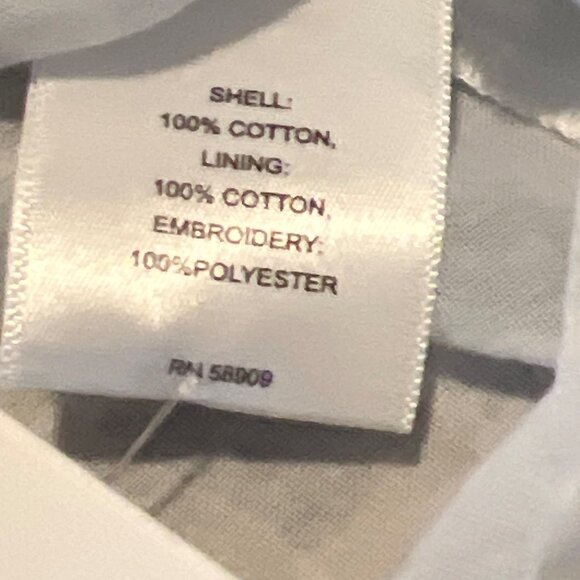 SHELL:
100% COTTON,
LINING:
100% COTTON,
EMBROIDERY:
100%POLYESTER
RN 58909